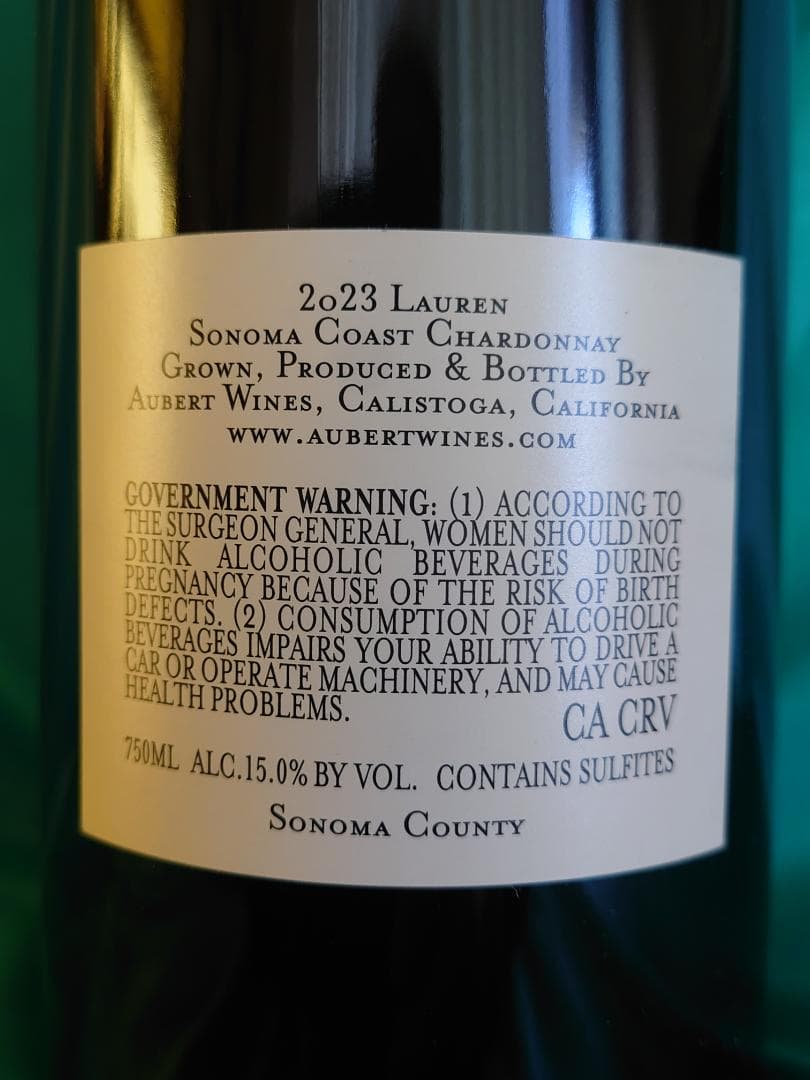 2023 Lauren
Sonoma Coast Chardonnay
Grown, Produced & Bottled By
Aubert Wines, Calistoga, California
www.aubertwines.com
GOVERNMENT WARNING: (1) ACCORDING TO
THE SURGEON GENERAL, WOMEN SHOULD NOT
DRINK ALCOHOLIC BEVERAGES DURING
PREGNANCY BECAUSE OF THE RISK OF BIRTH
DEFECTS. (2) CONSUMPTION OF ALCOHOLIC
BEVERAGES IMPAIRS YOUR ABILITY TO DRIVE A
CAR OR OPERATE MACHINERY, AND MAY CAUSE
HEALTH PROBLEMS.
CA CRV
750ML ALC.15.0% BY VOL. CONTAINS SULFITES
Sonoma County